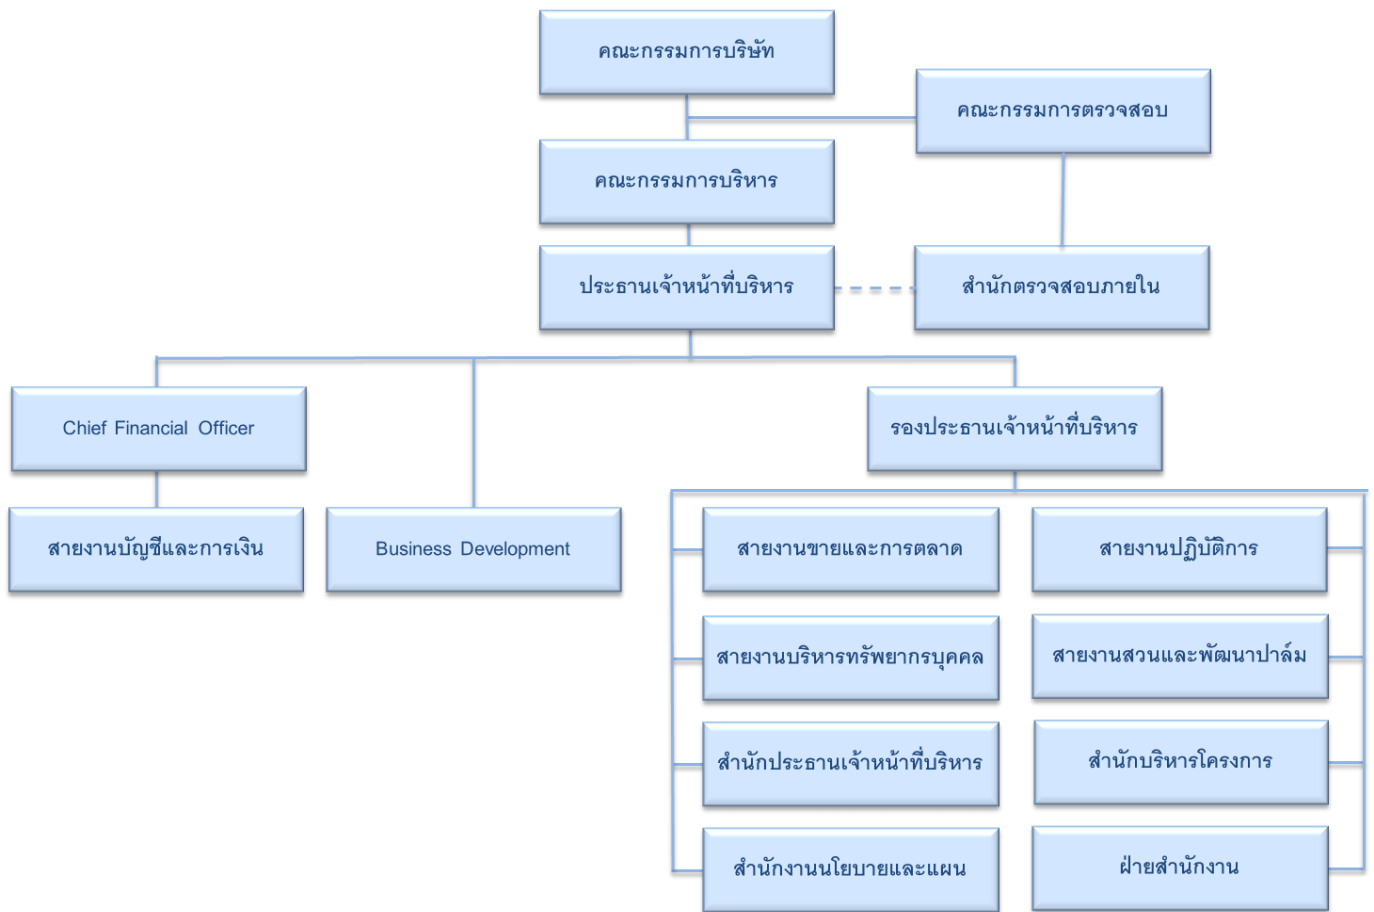 คณะกรรมการบริษัท
คณะกรรมการตรวจสอบ
คณะกรรมการบริหาร
ประธานเจ้าหน้าที่บริหาร
สำนักตรวจสอบภายใน
Chief Financial Officer
รองประธานเจ้าหน้าที่บริหาร
สายงานบัญชีและการเงิน
Business Development
สายงานขายและการตลาด
สายงานปฏิบัติการ
สายงานบริหารทรัพยากรบุคคล
สายงานสวนและพัฒนาปาล์ม
สำนักประธานเจ้าหน้าที่บริหาร
สำนักบริหารโครงการ
สำนักงานนโยบายและแผน
ฝ่ายสำนักงาน